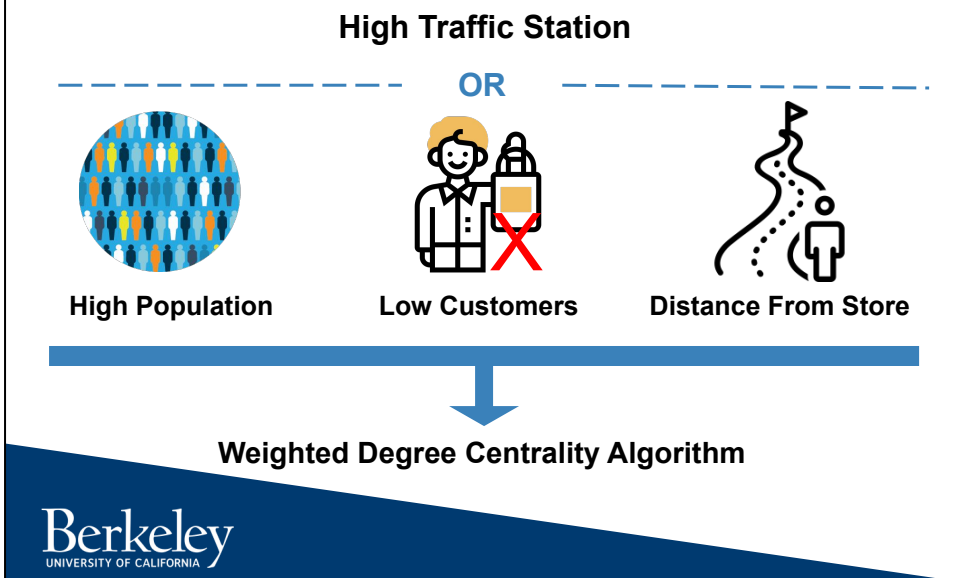 High Traffic Station
OR
High Population
Low Customers
Distance From Store
Weighted Degree Centrality Algorithm
Berkeley
UNIVERSITY OF CALIFORNIA